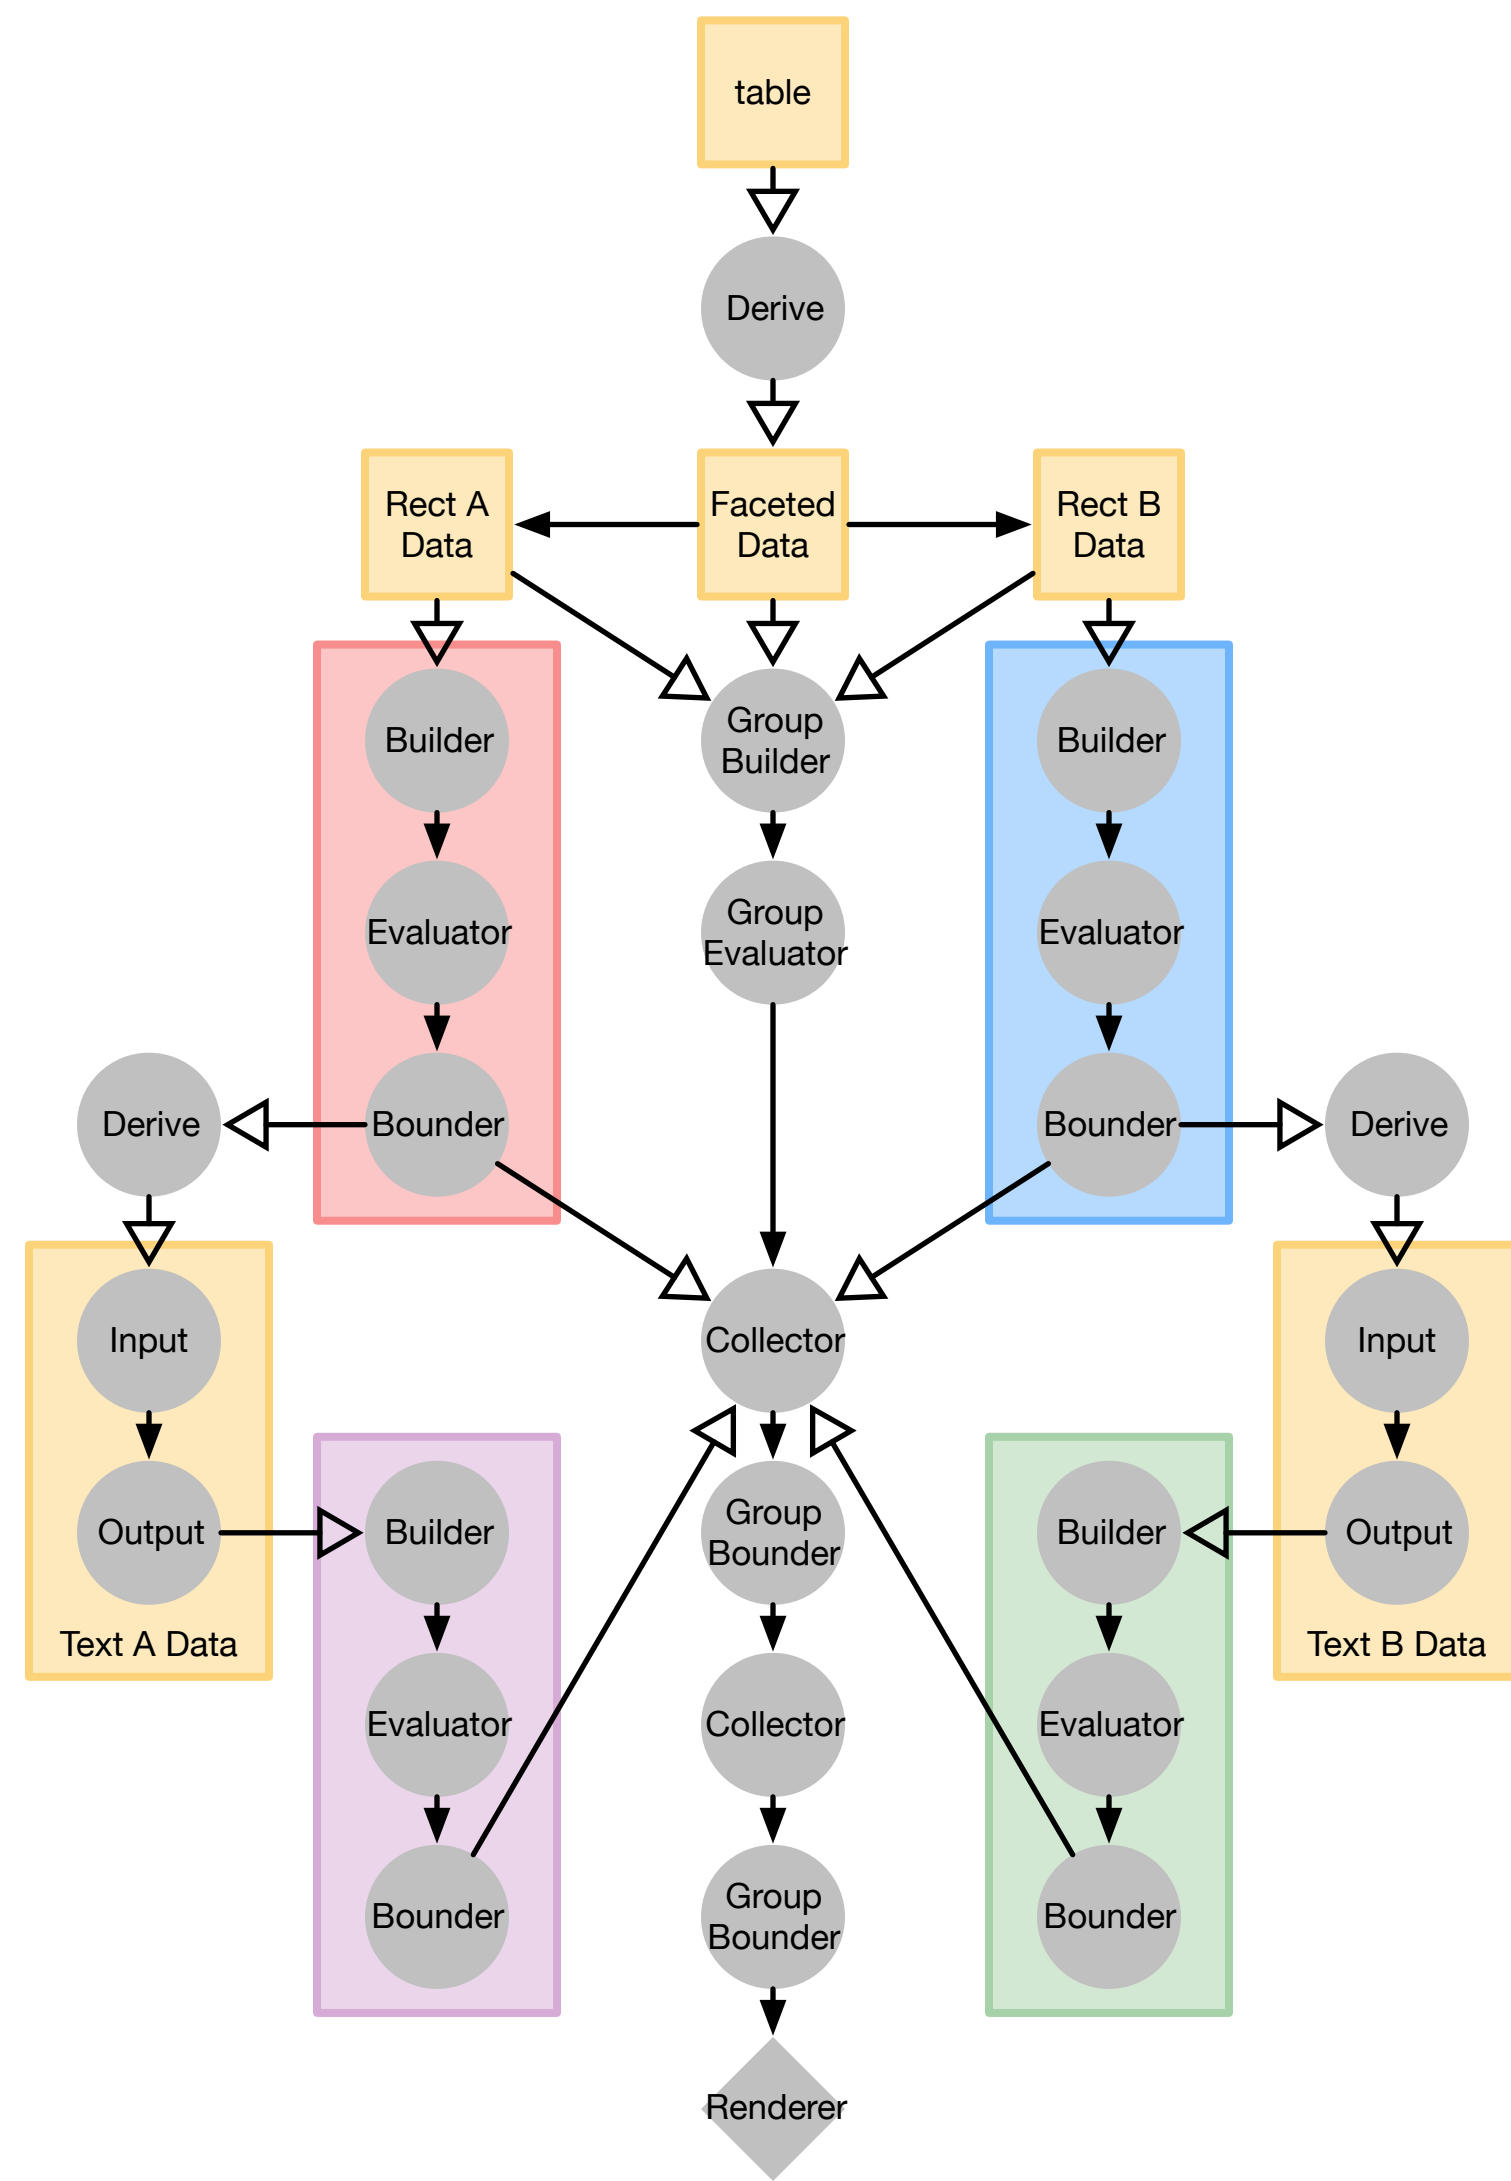 table
Derive
Rect A
Data
Faceted
Data
Rect B
Data
Builder
Group
Builder
Builder
Evaluator
Group
Evaluator
Evaluator
Derive
Bounder
Bounder
Derive
Input
Collector
Input
Output
Builder
Group
Bounder
Builder
Output
Text A Data
Text B Data
Evaluator
Collector
Evaluator
Bounder
Group
Bounder
Bounder
Renderer